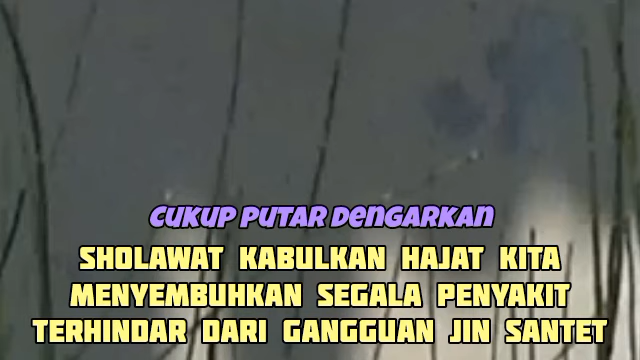 CUKUP PUTAR DENGARKAN
SHOLAWAT KABULKAN HAJAT KITA
MENYEMBUHKAN SEGALA PENYAKIT
TERHINDAR DARI GANGGUAN JIN SANTET